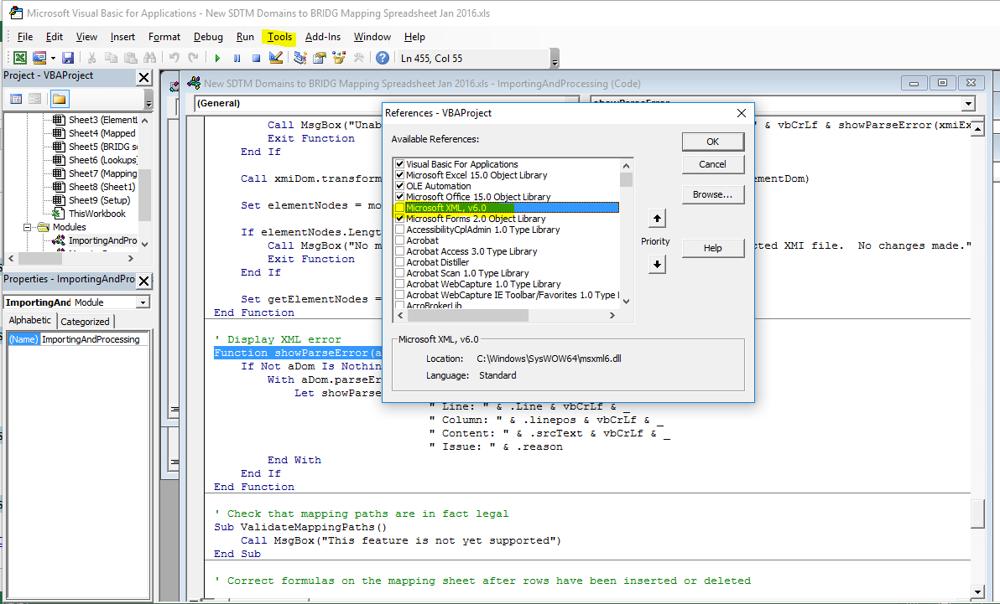 Microsoft Visual Basic for Applications - New SDTM Domains to BRIDG Mapping Spreadsheet Jan 2016.xls
File Edit View Insert Format Debug Run Tools Add-Ins Window Help
Ln 455, Col 55
Project - VBAProject
Sheet3 (Element
Sheet4 (Mapped
Sheet5 (BRIDG
Sheet6 (Lookups
Sheet7 (Mapping
Sheet8 (Sheet1)
Sheet9 (Setup)
ThisWorkbook
Modules
ImportingAndPro
Properties - ImportingAndPro
ImportingAnd Module
Alphabetic Categorized
(Name) ImportingAndProcessing
New SDTM Domains to BRIDG Mapping Spreadsheet Jan 2016.xls - ImportingAndProcessing (Code)
(General) showParseError
Call MsgBox("Unab " & vbCrLf & showParseError(xmiEx
Exit Function
End If
Call xmiDom.transform ementDom)
Set elementNodes = mo
If elementNodes.Lengt
Call MsgBox("No m cted XMI file.  No changes made."
Exit Function
End If
Set getElementNodes =
End Function
' Display XML error
Function showParseError(a
If Not aDom Is Nothin
With aDom.parseEr
Let showParse
" Line: " & .Line & vbCrLf & _
" Column: " & .linepos & vbCrLf & _
" Content: " & .srcText & vbCrLf & _
" Issue: " & .reason
End With
End If
End Function
' Check that mapping paths are in fact legal
Sub ValidateMappingPaths()
Call MsgBox("This feature is not yet supported")
End Sub
' Correct formulas on the mapping sheet after rows have been inserted or deleted
References - VBAProject
Available References:
Visual Basic For Applications
Microsoft Excel 15.0 Object Library
OLE Automation
Microsoft Office 15.0 Object Library
Microsoft XML, v6.0
Microsoft Forms 2.0 Object Library
AccessibilityCplAdmin 1.0 Type Library
Acrobat
Acrobat Access 3.0 Type Library
Acrobat Distiller
Acrobat Scan 1.0 Type Library
Acrobat WebCapture 1.0 Type Library
Acrobat WebCapture IE Toolbar/Favorites 1.0 Type l
AcroBrokerLib
OK
Cancel
Browse...
Priority
Help
Microsoft XML, v6.0
Location: C:\Windows\SysWOW64\msxml6.dll
Language: Standard